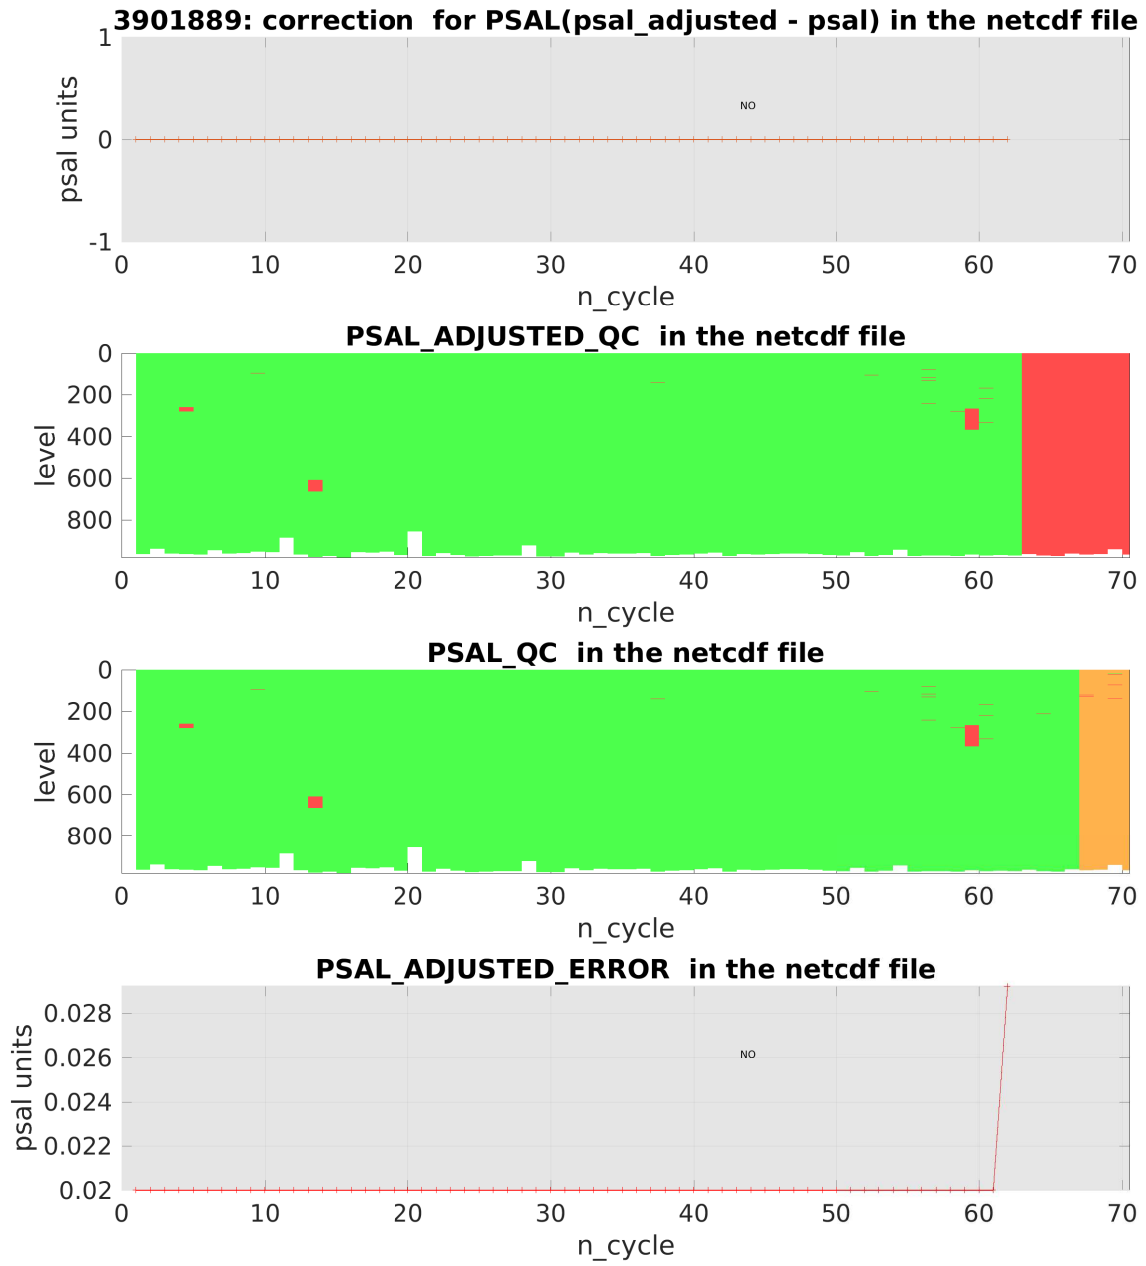 3901889: correction  for PSAL(psal_adjusted - psal) in the netcdf file
1
0
-1
psal units
NO
0 10 20 30 40 50 60 70
n_cycle
PSAL_ADJUSTED_QC  in the netcdf file
0
200
400
600
800
level
0 10 20 30 40 50 60 70
n_cycle
PSAL_QC  in the netcdf file
0
200
400
600
800
level
0 10 20 30 40 50 60 70
n_cycle
PSAL_ADJUSTED_ERROR  in the netcdf file
0.028
0.026
0.024
0.022
0.02
psal units
NO
0 10 20 30 40 50 60 70
n_cycle